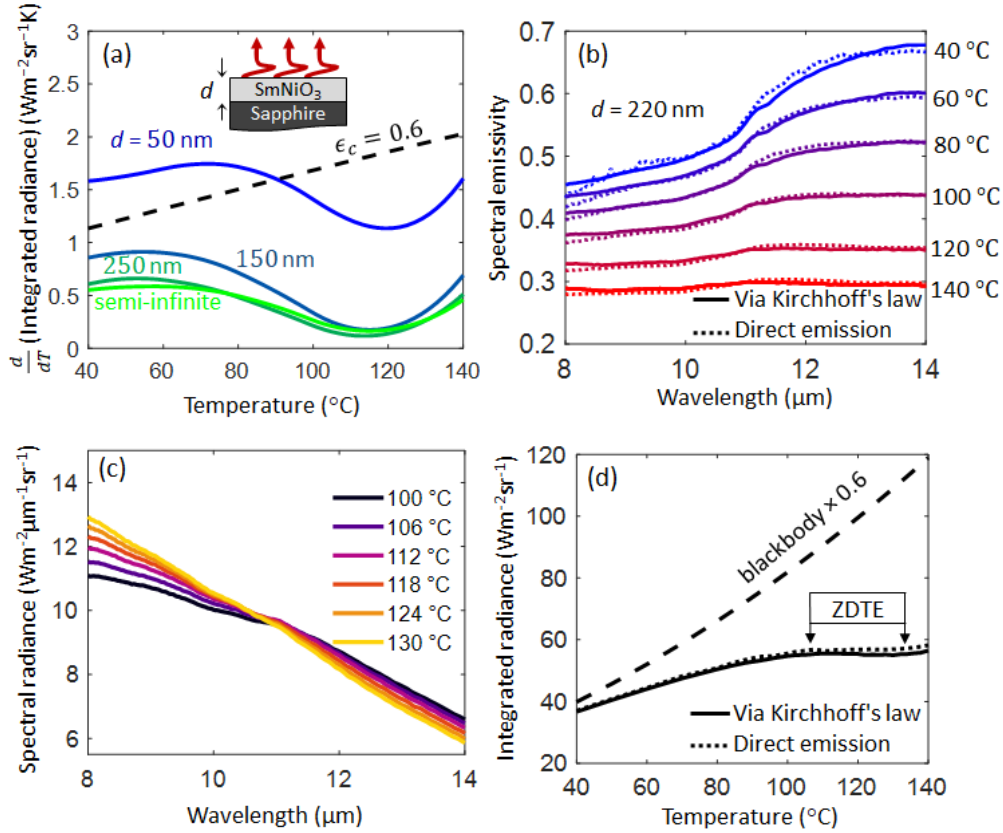 (a)
d/dT (Integrated radiance) (Wm⁻²sr⁻¹K)
3
2.5
2
1.5
1
0.5
0
d
SmNiO₃
Sapphire
d = 50 nm
ϵ_c = 0.6
250 nm
150 nm
semi-infinite
40 60 80 100 120 140
Temperature (°C)
(b)
Spectral emissivity
0.7
0.6
0.5
0.4
0.3
0.2
d = 220 nm
40 °C
60 °C
80 °C
100 °C
120 °C
140 °C
Via Kirchhoff's law
Direct emission
8 10 12 14
Wavelength (μm)
(c)
Spectral radiance (Wm⁻²μm⁻¹sr⁻¹)
14
12
10
8
6
100 °C
106 °C
112 °C
118 °C
124 °C
130 °C
8 10 12 14
Wavelength (μm)
(d)
Integrated radiance (Wm⁻²sr⁻¹)
120
100
80
60
40
20
blackbody × 0.6
ZDTE
Via Kirchhoff's law
Direct emission
40 60 80 100 120 140
Temperature (°C)